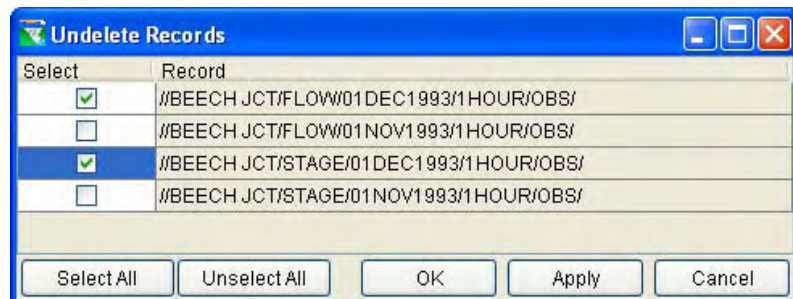 Undelete Records
Select Record
//BEECH JCT/FLOW/01DEC1993/1HOUR/OBS/
//BEECH JCT/FLOW/01NOV1993/1HOUR/OBS/
//BEECH JCT/STAGE/01DEC1993/1HOUR/OBS/
//BEECH JCT/STAGE/01NOV1993/1HOUR/OBS/
Select All Unselect All OK Apply Cancel